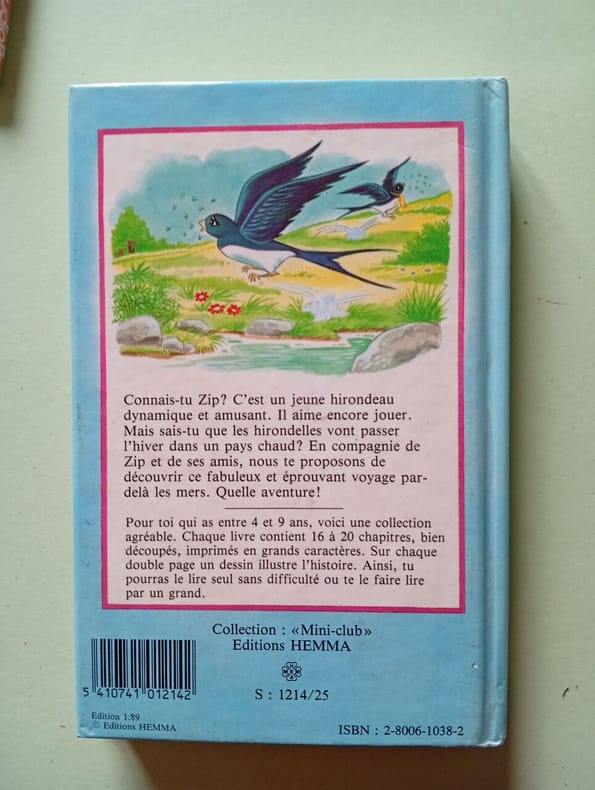 Connais-tu Zip? C'est un jeune hirondeau
dynamique et amusant. Il aime encore jouer.
Mais sais-tu que les hirondelles vont passer
l'hiver dans un pays chaud? En compagnie de
Zip et de ses amis, nous te proposons de
découvrir ce fabuleux et éprouvant voyage par-
delà les mers. Quelle aventure!
Pour toi qui as entre 4 et 9 ans, voici une collection
agréable. Chaque livre contient 16 à 20 chapitres, bien
découpés, imprimés en grands caractères. Sur chaque
double page un dessin illustre l'histoire. Ainsi, tu
pourras le lire seul sans difficulté ou te le faire lire
par un grand.
Collection : «Mini-club»
Editions HEMMA
5 410741 012142
S : 1214/25
Edition 1.89
© Editions HEMMA
ISBN : 2-8006-1038-2